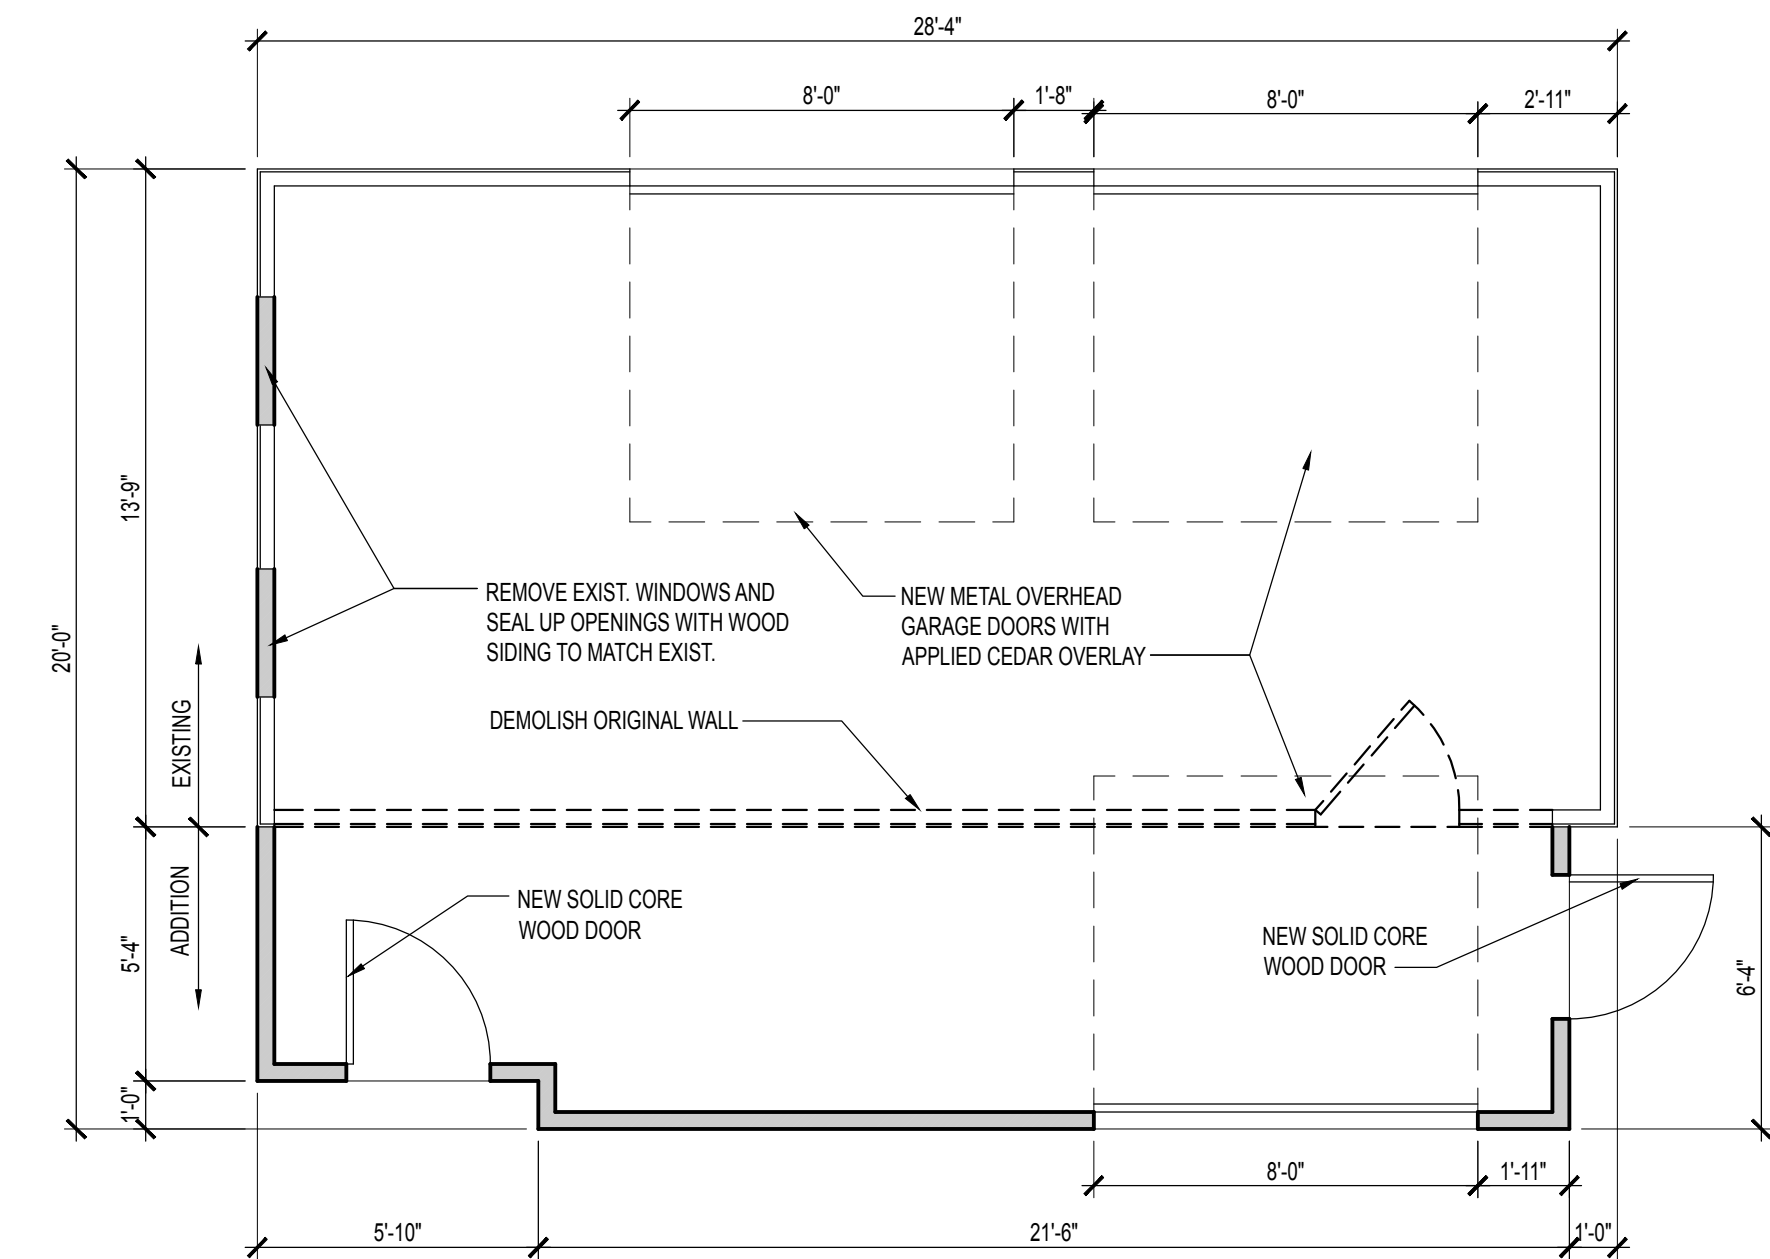 28'-4"
8'-0"
1'-8"
8'-0"
2'-11"
20'-0"
13'-9"
REMOVE EXIST. WINDOWS AND
SEAL UP OPENINGS WITH WOOD
SIDING TO MATCH EXIST.
NEW METAL OVERHEAD
GARAGE DOORS WITH
APPLIED CEDAR OVERLAY
DEMOLISH ORIGINAL WALL
EXISTING
ADDITION
5'-4"
NEW SOLID CORE
WOOD DOOR
NEW SOLID CORE
WOOD DOOR
6'-4"
1'-0"
8'-0"
1'-11"
5'-10"
21'-6"
1'-0"